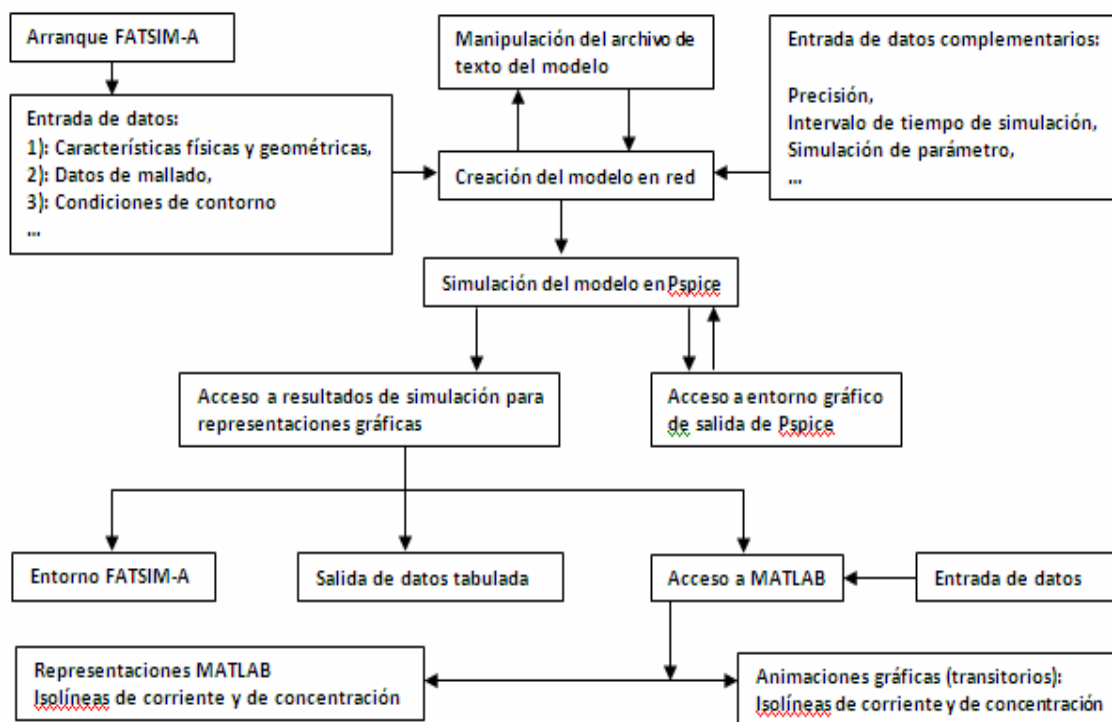 Arranque FATSIM-A
Manipulación del archivo de
texto del modelo
Entrada de datos complementarios:
Precisión,
Intervalo de tiempo de simulación,
Simulación de parámetro,
...
Entrada de datos:
1): Características físicas y geométricas,
2): Datos de mallado,
3): Condiciones de contorno
...
Creación del modelo en red
Simulación del modelo en Pspice
Acceso a resultados de simulación para
representaciones gráficas
Acceso a entorno gráfico
de salida de Pspice
Entorno FATSIM-A
Salida de datos tabulada
Acceso a MATLAB
Entrada de datos
Representaciones MATLAB
Isolíneas de corriente y de concentración
Animaciones gráficas (transitorios):
Isolíneas de corriente y de concentración